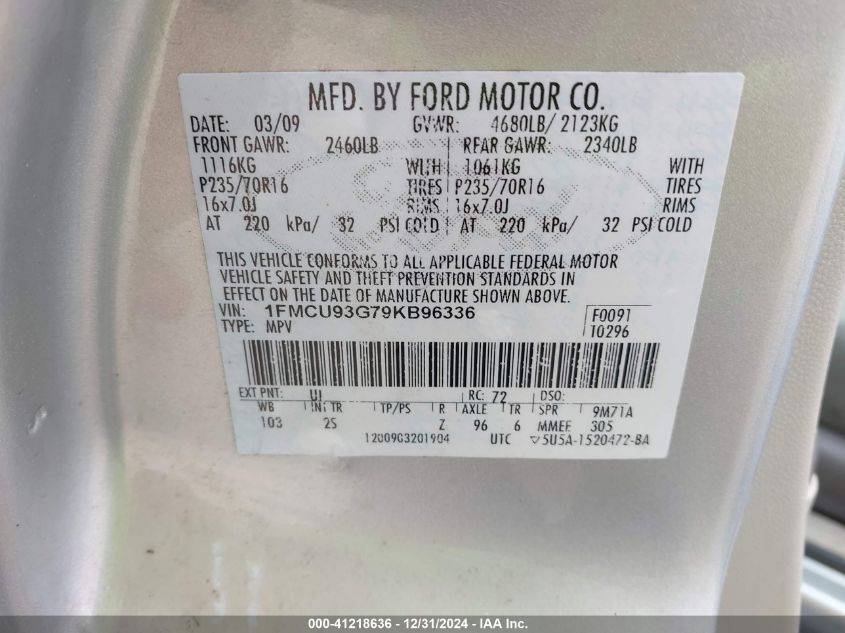 MFD. BY FORD MOTOR CO.
DATE: 03/09 GVWR: 4680LB/ 2123KG
FRONT GAWR: 2460LB REAR GAWR: 2340LB
1116KG WITH 1061KG WITH
P235/70R16 TIRES P235/70R16 TIRES
16x7.0J RIMS 16x7.0J RIMS
AT 220 kPa/ 32 PSI COLD AT 220 kPa/ 32 PSI COLD
THIS VEHICLE CONFORMS TO ALL APPLICABLE FEDERAL MOTOR
VEHICLE SAFETY AND THEFT PREVENTION STANDARDS IN
EFFECT ON THE DATE OF MANUFACTURE SHOWN ABOVE.
VIN: 1FMCU93G79KB96336 F0091
TYPE: MPV T0296
EXT PNT: UJ RC: 72 DSO:
WB INT TR TP/PS R AXLE TR SPR 9M71A
103 2S Z 96 6 MMEE 305
1200903201904 UTC ▽5U5A-1520472-BA
000-41218636 - 12/31/2024 - IAA Inc.